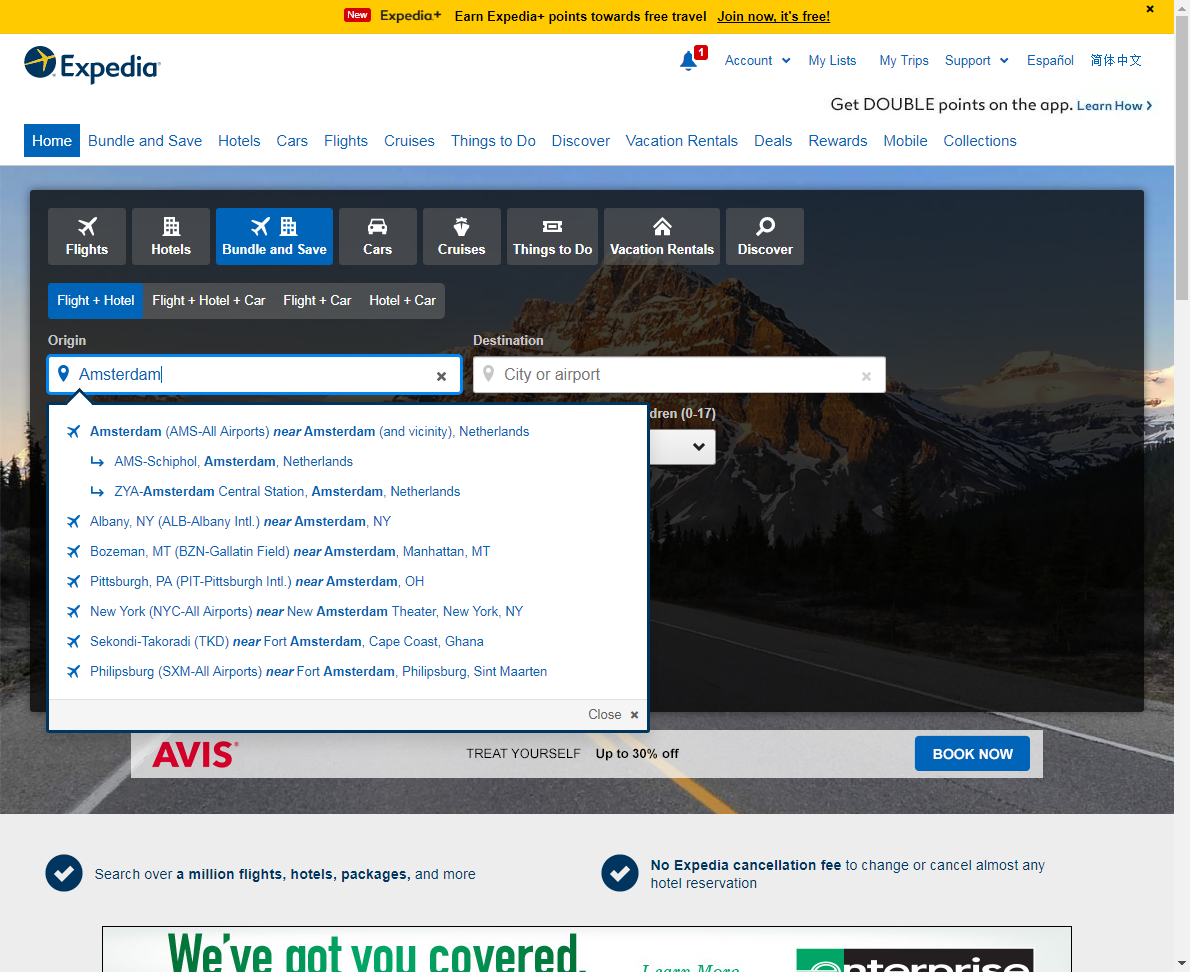 New Expedia+ Earn Expedia+ points towards free travel Join now, it's free!
Expedia
1 Account My Lists My Trips Support Español 简体中文
Get DOUBLE points on the app. Learn How
Home Bundle and Save Hotels Cars Flights Cruises Things to Do Discover Vacation Rentals Deals Rewards Mobile Collections
Flights Hotels Bundle and Save Cars Cruises Things to Do Vacation Rentals Discover
Flight + Hotel Flight + Hotel + Car Flight + Car Hotel + Car
Origin Destination
Amsterdam City or airport
dren (0-17)
Amsterdam (AMS-All Airports) near Amsterdam (and vicinity), Netherlands
AMS-Schiphol, Amsterdam, Netherlands
ZYA-Amsterdam Central Station, Amsterdam, Netherlands
Albany, NY (ALB-Albany Intl.) near Amsterdam, NY
Bozeman, MT (BZN-Gallatin Field) near Amsterdam, Manhattan, MT
Pittsburgh, PA (PIT-Pittsburgh Intl.) near Amsterdam, OH
New York (NYC-All Airports) near New Amsterdam Theater, New York, NY
Sekondi-Takoradi (TKD) near Fort Amsterdam, Cape Coast, Ghana
Philipsburg (SXM-All Airports) near Fort Amsterdam, Philipsburg, Sint Maarten
Close
AVIS TREAT YOURSELF Up to 30% off BOOK NOW
Search over a million flights, hotels, packages, and more
No Expedia cancellation fee to change or cancel almost any
hotel reservation
We've got you covered. Learn More enterprise